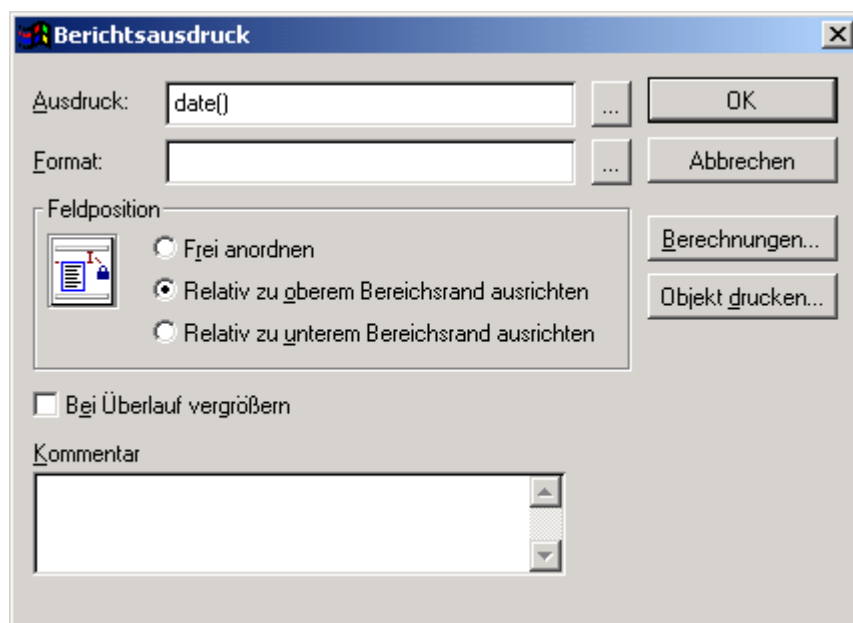 Berichtsausdruck
Ausdruck: date() ... OK
Format: ... Abbrechen
Feldposition
Frei anordnen
Relativ zu oberem Bereichsrand ausrichten
Relativ zu unterem Bereichsrand ausrichten
Berechnungen...
Objekt drucken...
Bei Überlauf vergrößern
Kommentar